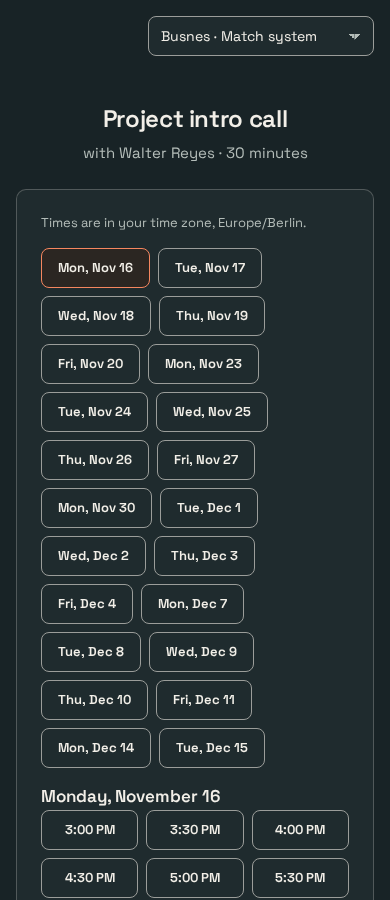 Busnes · Match system
Project intro call
with Walter Reyes · 30 minutes
Times are in your time zone, Europe/Berlin.
Mon, Nov 16 Tue, Nov 17
Wed, Nov 18 Thu, Nov 19
Fri, Nov 20 Mon, Nov 23
Tue, Nov 24 Wed, Nov 25
Thu, Nov 26 Fri, Nov 27
Mon, Nov 30 Tue, Dec 1
Wed, Dec 2 Thu, Dec 3
Fri, Dec 4 Mon, Dec 7
Tue, Dec 8 Wed, Dec 9
Thu, Dec 10 Fri, Dec 11
Mon, Dec 14 Tue, Dec 15
Monday, November 16
3:00 PM 3:30 PM 4:00 PM
4:30 PM 5:00 PM 5:30 PM